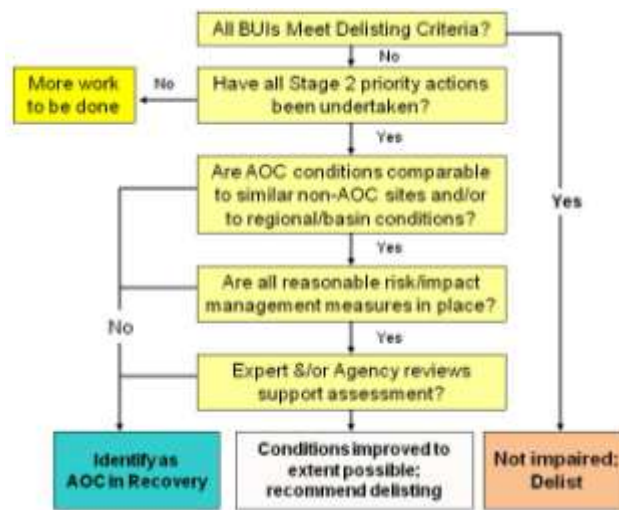 All BUIs Meet Delisting Criteria?
No
More work
to be done
No
Have all Stage 2 priority actions
been undertaken?
Yes
Are AOC conditions comparable
to similar non-AOC sites and/or
to regional/basin conditions?
Yes
Yes
Are all reasonable risk/impact
management measures in place?
No
Yes
Expert &/or Agency reviews
support assessment?
Identify as
AOC in Recovery
Conditions improved to
extent possible;
recommend delisting
Not impaired;
Delist